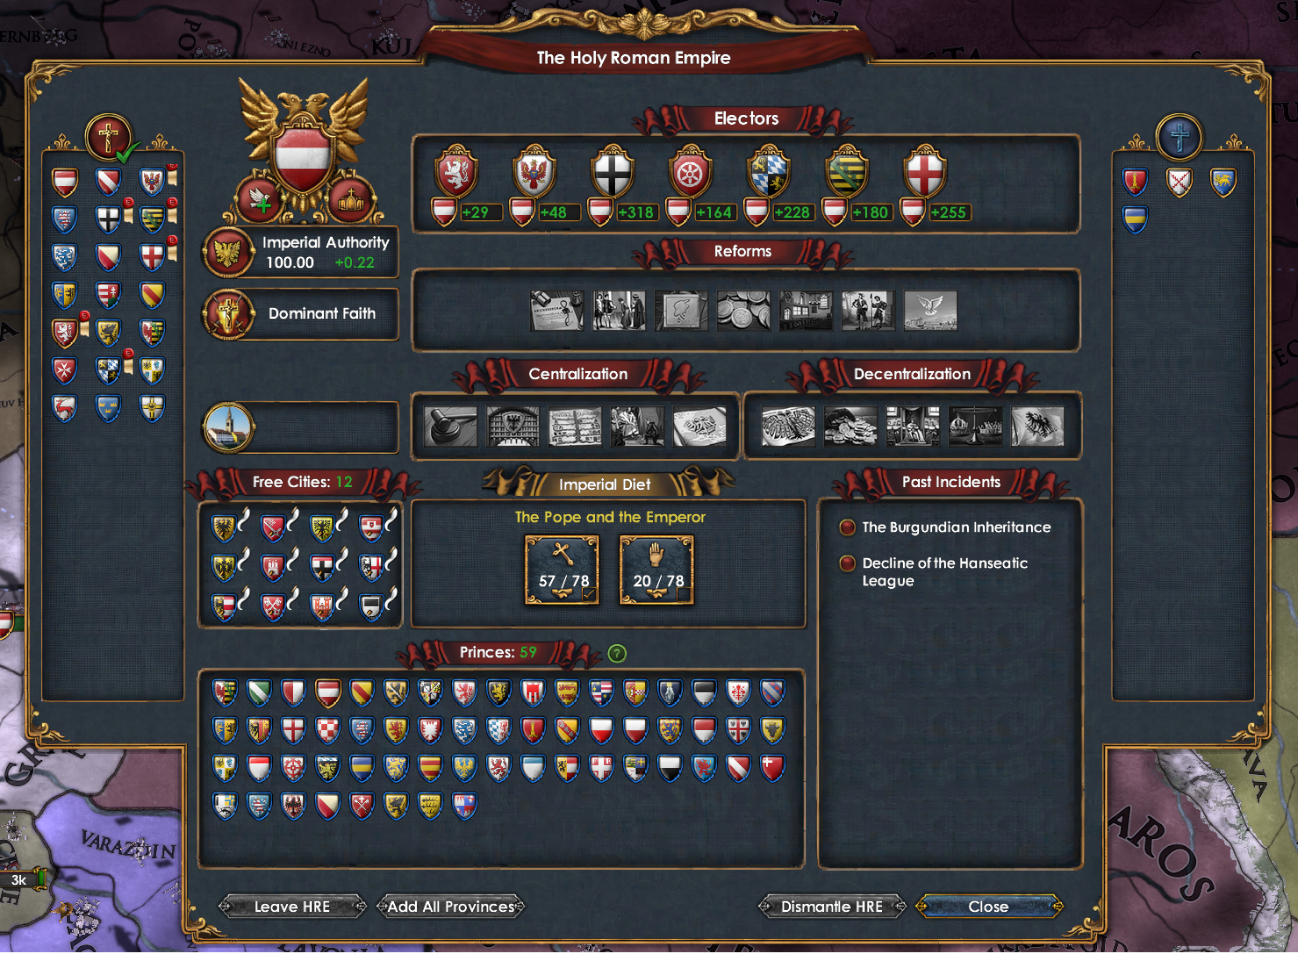 The Holy Roman Empire
Electors
+29
+48
+318
+164
+228
+180
+255
Imperial Authority
100.00 +0.22
Reforms
Dominant Faith
Centralization
Decentralization
Free Cities: 12
Imperial Diet
Past Incidents
The Pope and the Emperor
57 / 78
20 / 78
The Burgundian Inheritance
Decline of the Hanseatic
League
Princes: 59
?
VARAZDIN
AROS
3k
Leave HRE
Add All Provinces
Dismantle HRE
Close